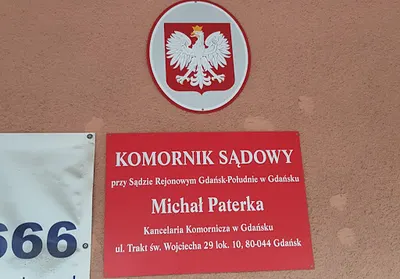 KOMORNIK SĄDOWY
przy Sądzie Rejonowym Gdańsk-Południe w Gdańsku
Michał Paterka
Kancelaria Komornicza w Gdańsku
ul. Trakt św. Wojciecha 29 lok. 10, 80-044 Gdańsk
666